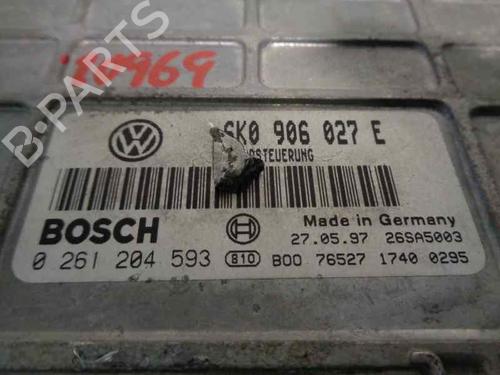 6K0 906 027 E
BOSCH
Made in Germany
27.05.97 26SA5003
0 261 204 593 810 B00 76527 1740 0295
B-PARTS